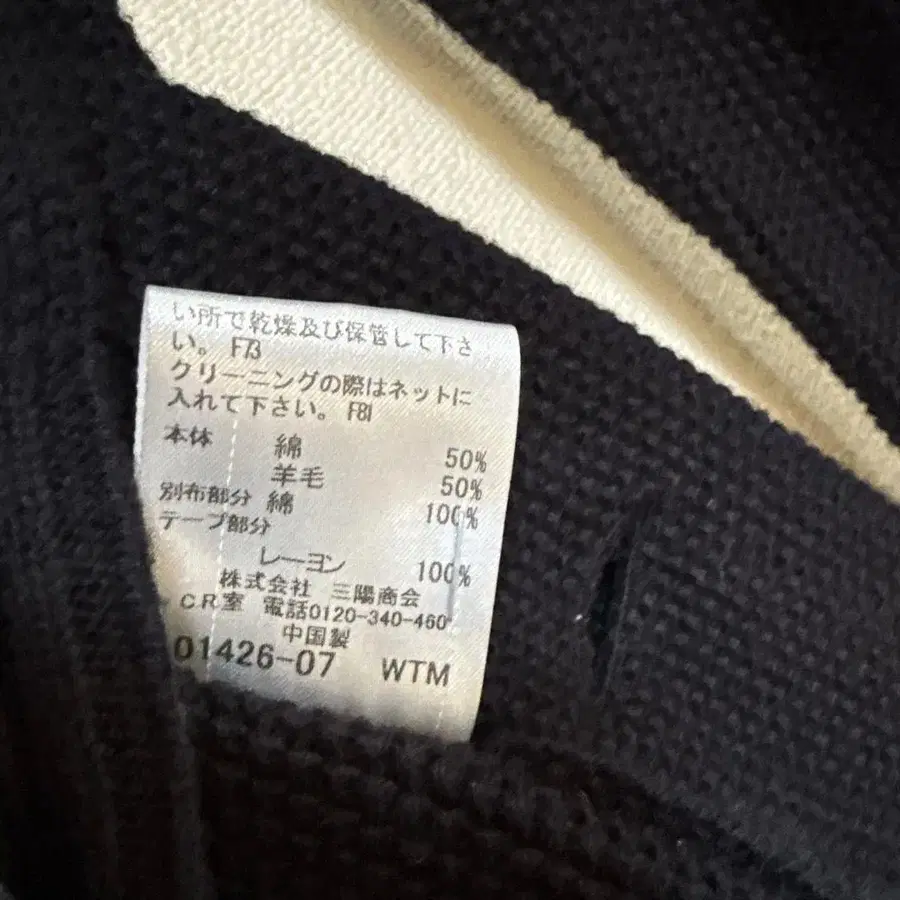 い所で乾燥及び保管して下さ
い。 F73
クリーニングの際はネットに
入れて下さい。 F81
本体 綿 50%
羊毛 50%
別布部分 綿 100%
テープ部分
レーヨン 100%
株式会社 三陽商会
CR室 電話0120-340-460
中国製
01426-07 WTM